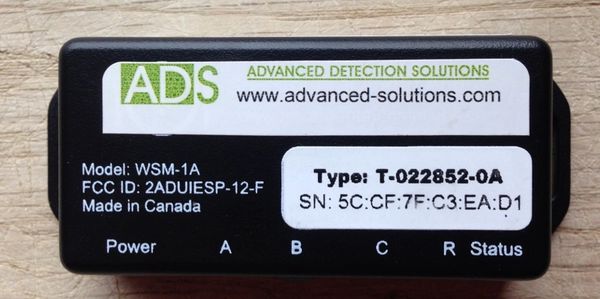 ADS
ADVANCED DETECTION SOLUTIONS
www.advanced-solutions.com
Model: WSM-1A
FCC ID: 2ADUIESP-12-F
Made in Canada
Type: T-022852-0A
SN: 5C:CF:7F:C3:EA:D1
Power A B C R Status